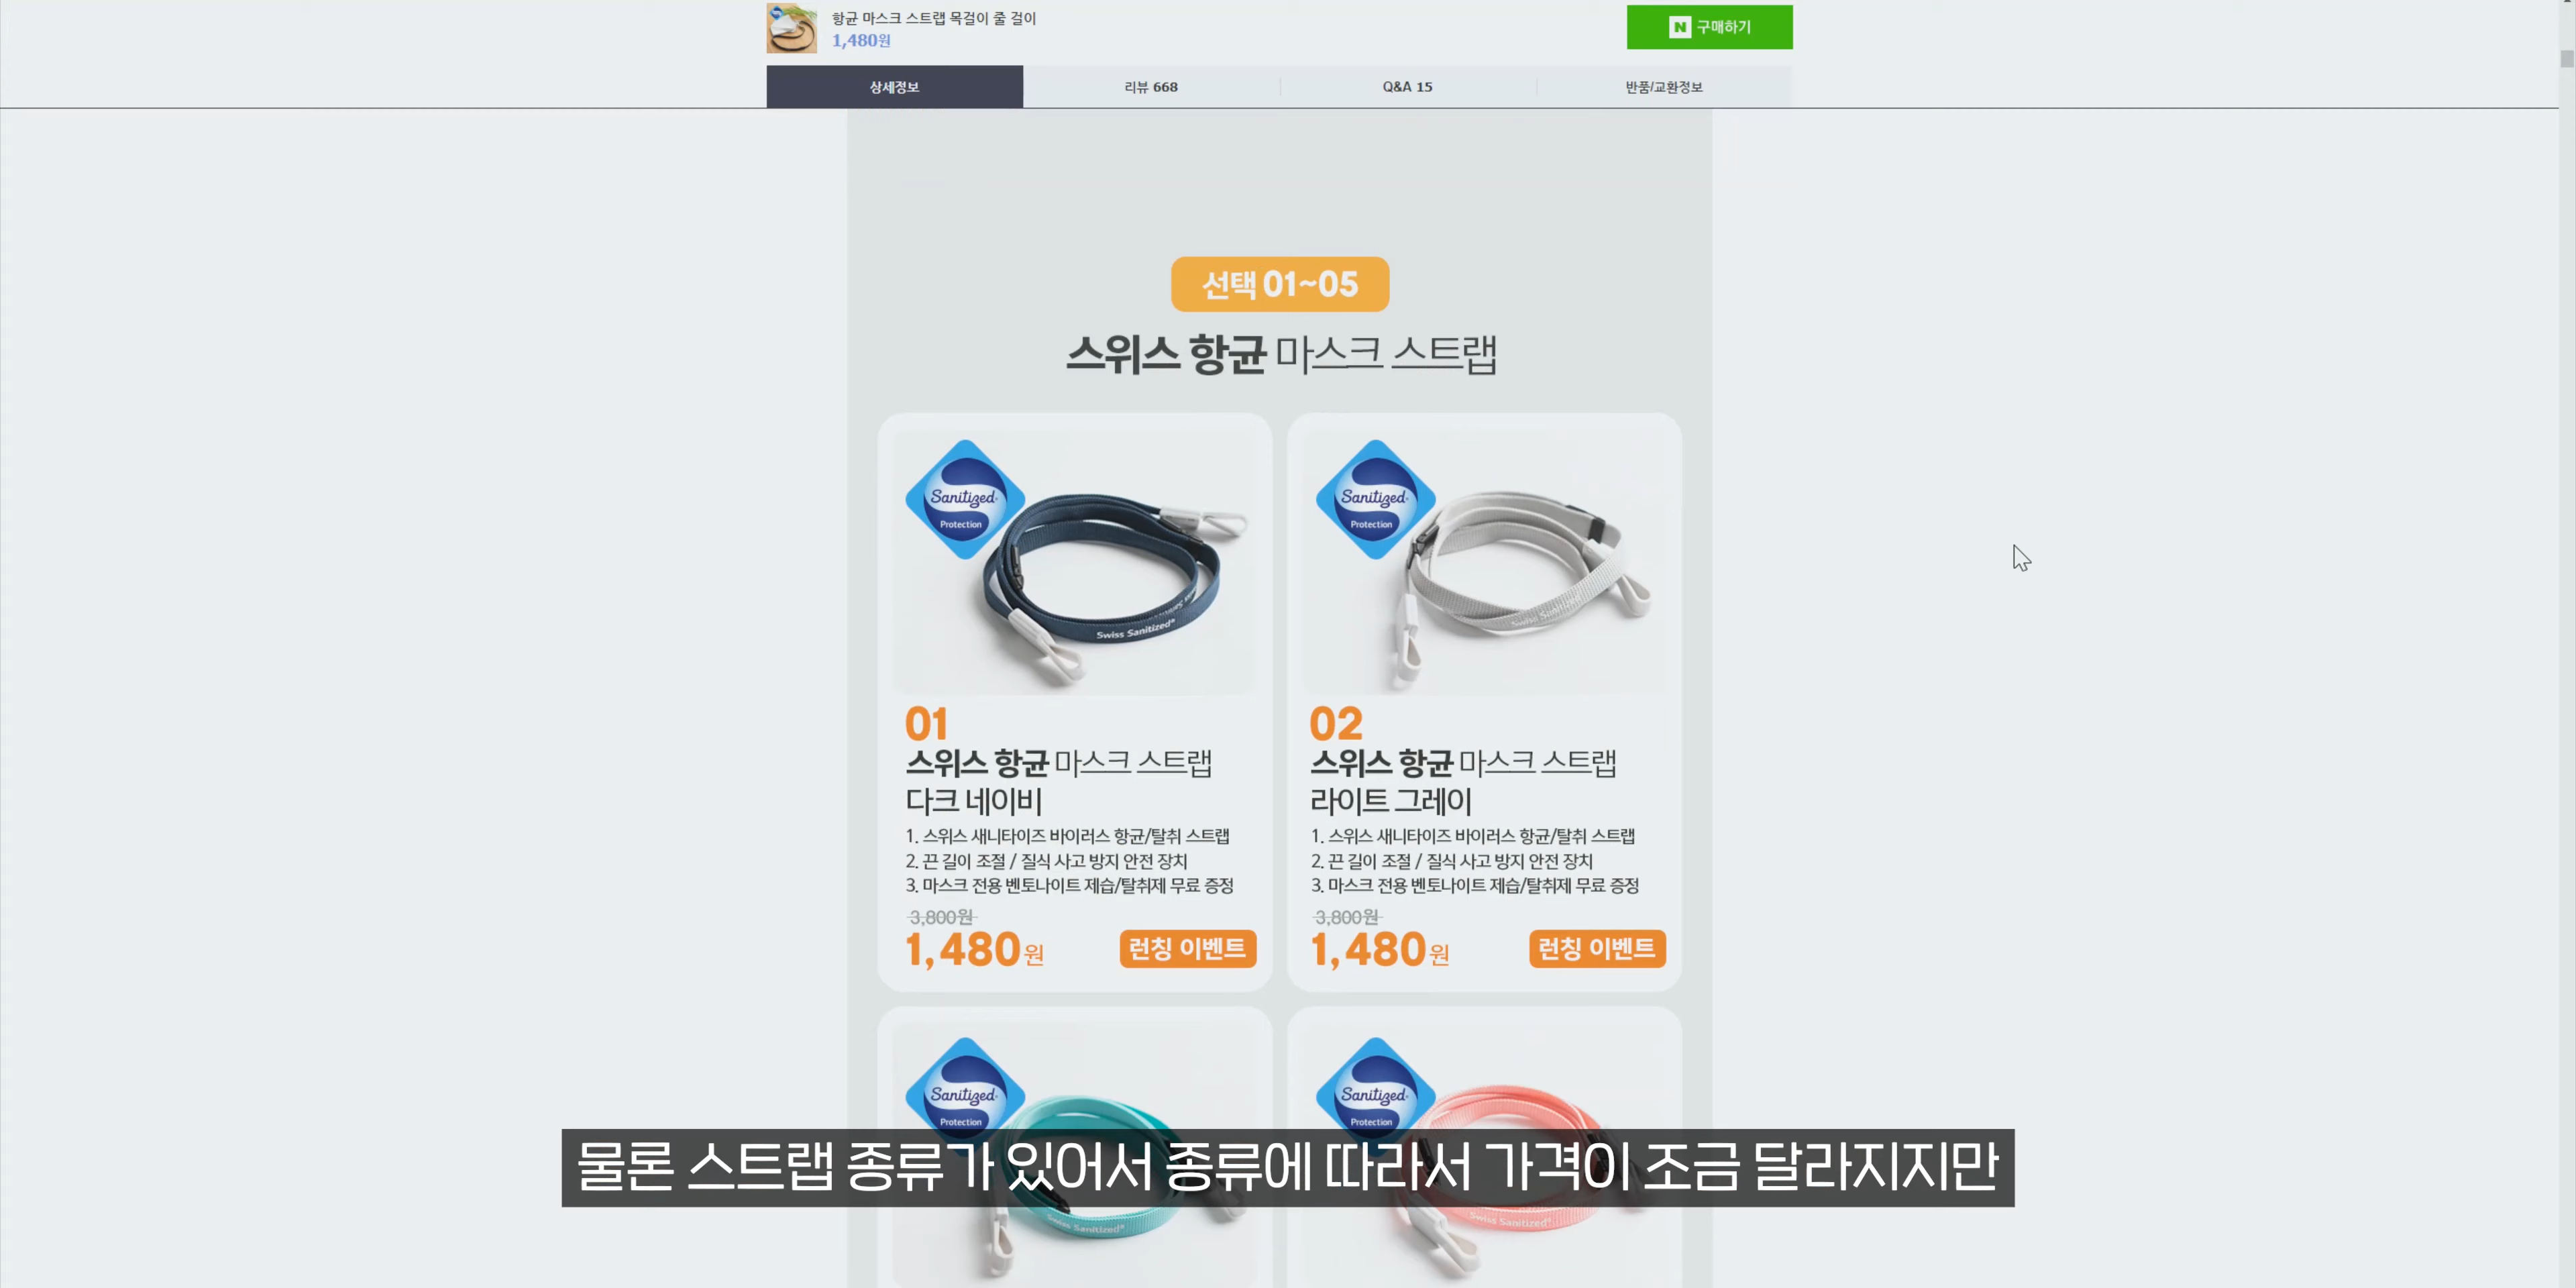 항균 마스크 스트랩 목걸이 줄 걸이
1,480원
N 구매하기
상세정보
리뷰 668
Q&A 15
반품/교환정보
선택 01~05
스위스 항균 마스크 스트랩
Sanitized
Protection
Swiss Sanitized®
01
스위스 항균 마스크 스트랩
다크 네이비
1. 스위스 새니타이즈 바이러스 항균/탈취 스트랩
2. 끈 길이 조절 / 질식 사고 방지 안전 장치
3. 마스크 전용 벤토나이트 제습/탈취제 무료 증정
3,800원
1,480원
런칭 이벤트
Sanitized
Protection
Swiss Sanitized
02
스위스 항균 마스크 스트랩
라이트 그레이
1. 스위스 새니타이즈 바이러스 항균/탈취 스트랩
2. 끈 길이 조절 / 질식 사고 방지 안전 장치
3. 마스크 전용 벤토나이트 제습/탈취제 무료 증정
3,800원
1,480원
런칭 이벤트
Sanitized
Protection
Swiss Sanitized®
Sanitized
Protection
Swiss Sanitized®
물론 스트랩 종류가 있어서 종류에 따라서 가격이 조금 달라지지만